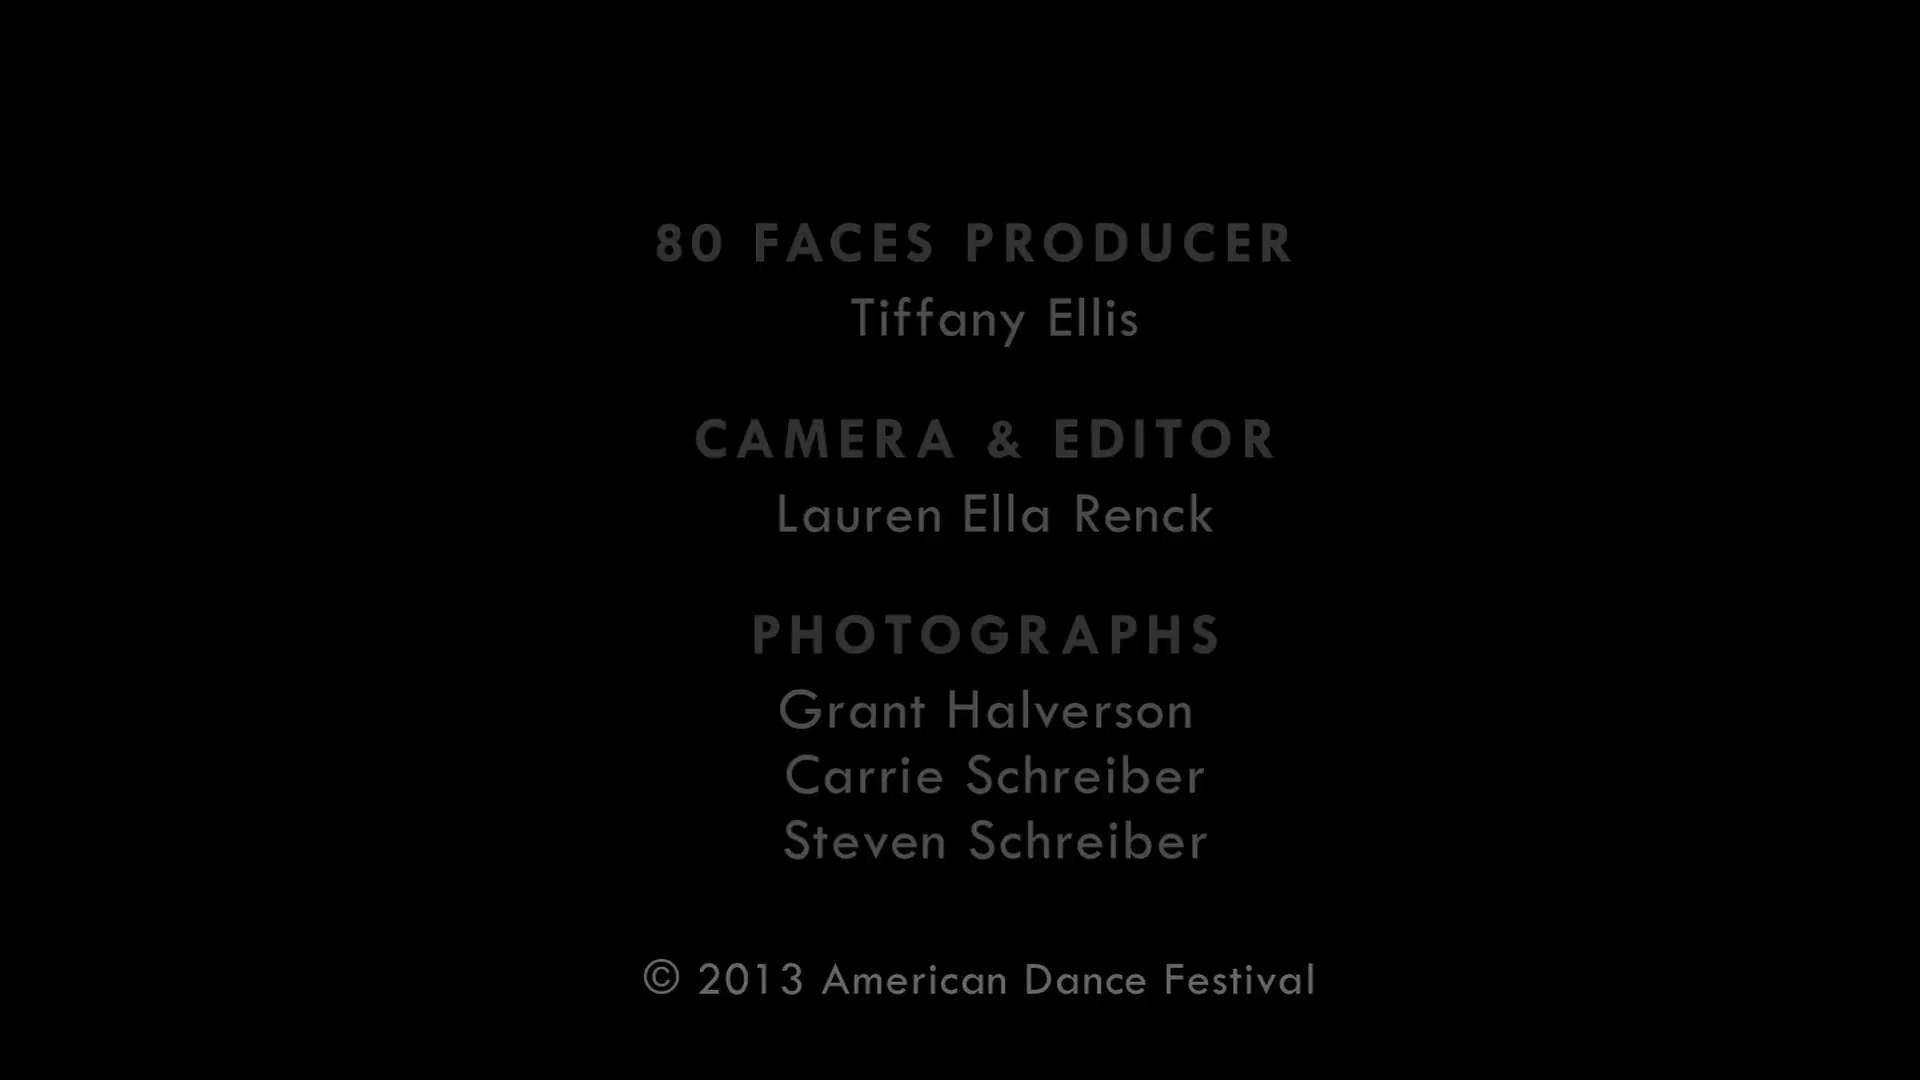 80 FACES PRODUCER
Tiffany Ellis
CAMERA & EDITOR
Lauren Ella Renck
PHOTOGRAPHS
Grant Halverson
Carrie Schreiber
Steven Schreiber
© 2013 American Dance Festival